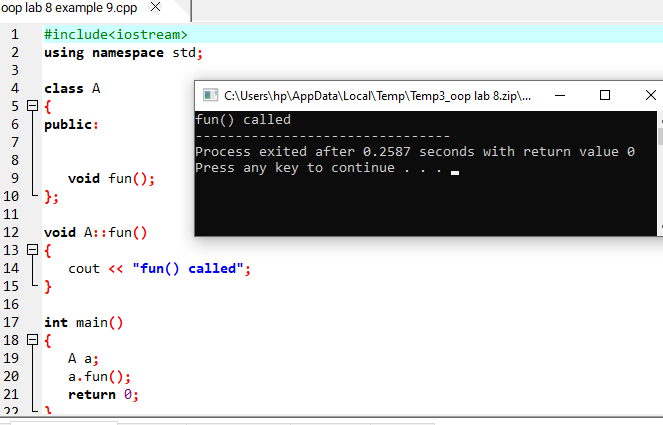 oop lab 8 example 9.cpp
1 #include<iostream>
2 using namespace std;
3
4 class A
5 {
6 public:
7
8
9 void fun();
10 };
11
12 void A::fun()
13 {
14 cout << "fun() called";
15 }
16
17 int main()
18 {
19 A a;
20 a.fun();
21 return 0;
22 }
C:\Users\hp\AppData\Local\Temp\Temp3_oop lab 8.zip\...
fun() called
--------------------------------
Process exited after 0.2587 seconds with return value 0
Press any key to continue . . .